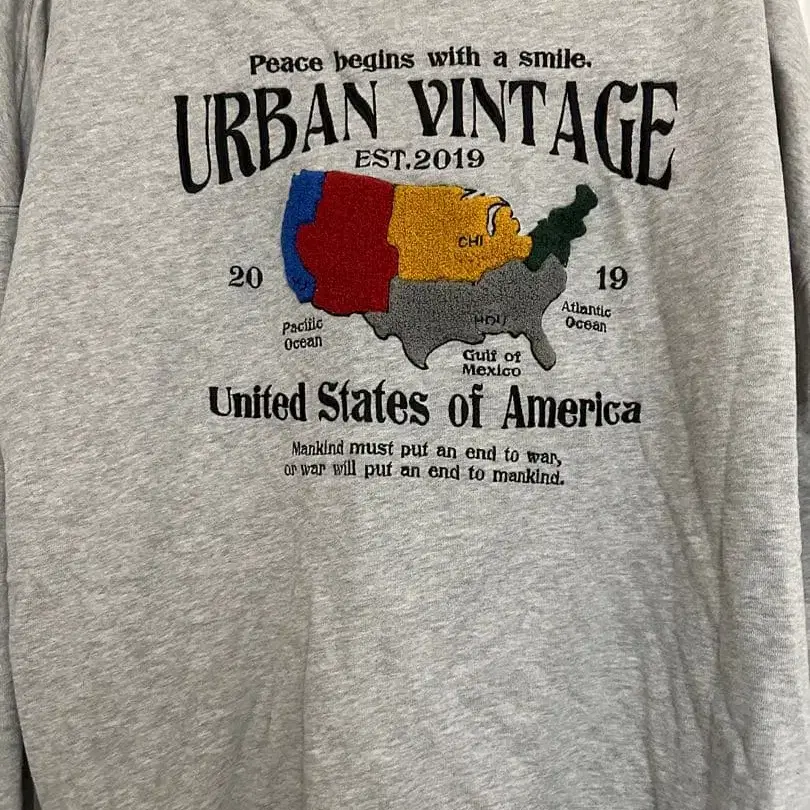 Peace begins with a smile.
URBAN VINTAGE
EST.2019
CHI
20
19
HOU
Pacific
Ocean
Atlantic
Ocean
Gulf of
Mexico
United States of America
Mankind must put an end to war,
or war will put an end to mankind.